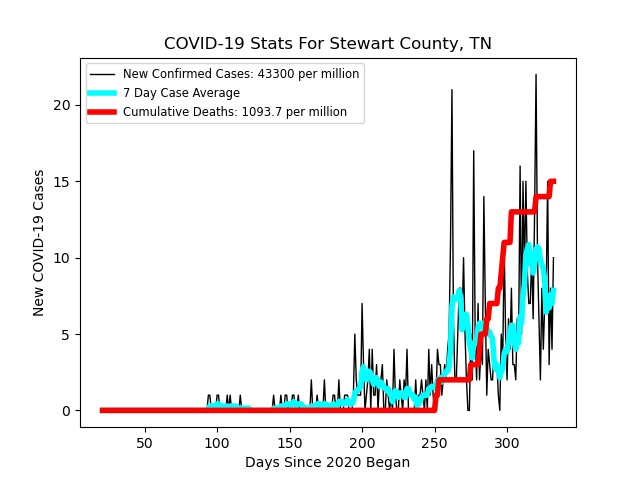 COVID-19 Stats For Stewart County, TN
New Confirmed Cases: 43300 per million
7 Day Case Average
Cumulative Deaths: 1093.7 per million
New COVID-19 Cases
20
15
10
5
0
50 100 150 200 250 300
Days Since 2020 Began